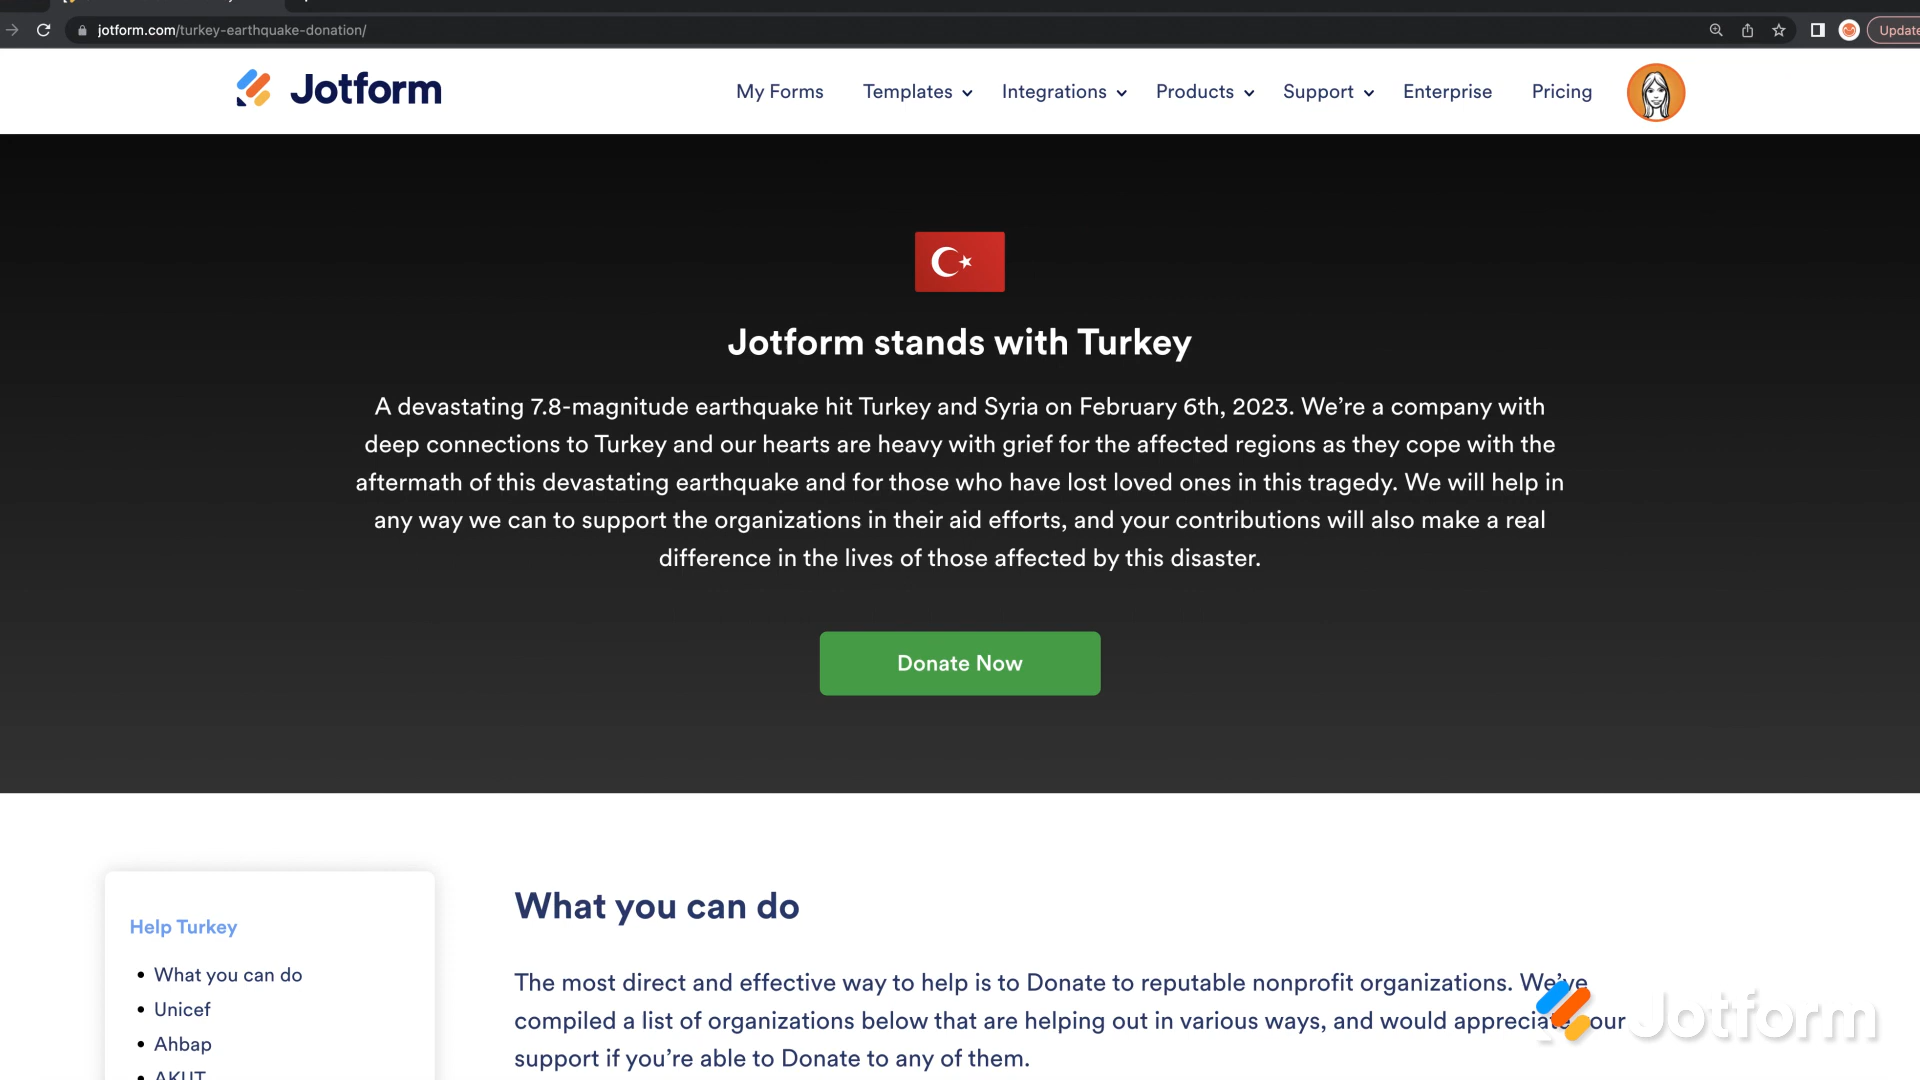 jotform.com/turkey-earthquake-donation/
Update
Jotform
My Forms
Templates
Integrations
Products
Support
Enterprise
Pricing
Jotform stands with Turkey
A devastating 7.8-magnitude earthquake hit Turkey and Syria on February 6th, 2023. We’re a company with
deep connections to Turkey and our hearts are heavy with grief for the affected regions as they cope with the
aftermath of this devastating earthquake and for those who have lost loved ones in this tragedy. We will help in
any way we can to support the organizations in their aid efforts, and your contributions will also make a real
difference in the lives of those affected by this disaster.
Donate Now
Help Turkey
What you can do
Unicef
Ahbap
AKUT
What you can do
The most direct and effective way to help is to Donate to reputable nonprofit organizations. We’ve
compiled a list of organizations below that are helping out in various ways, and would appreciate your
support if you’re able to Donate to any of them.
Jotform